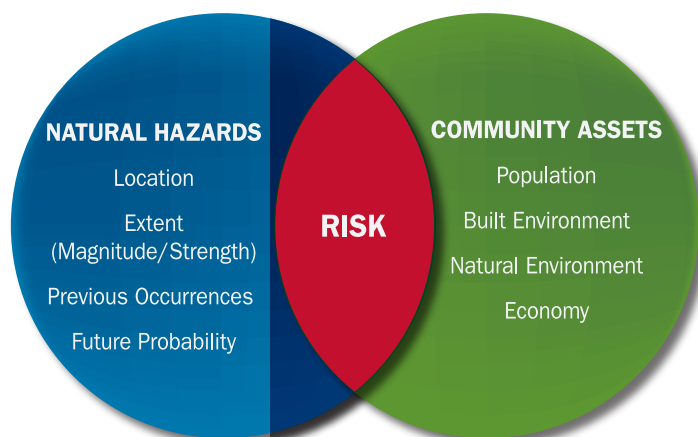 NATURAL HAZARDS
Location
Extent
(Magnitude/Strength)
Previous Occurrences
Future Probability
RISK
COMMUNITY ASSETS
Population
Built Environment
Natural Environment
Economy